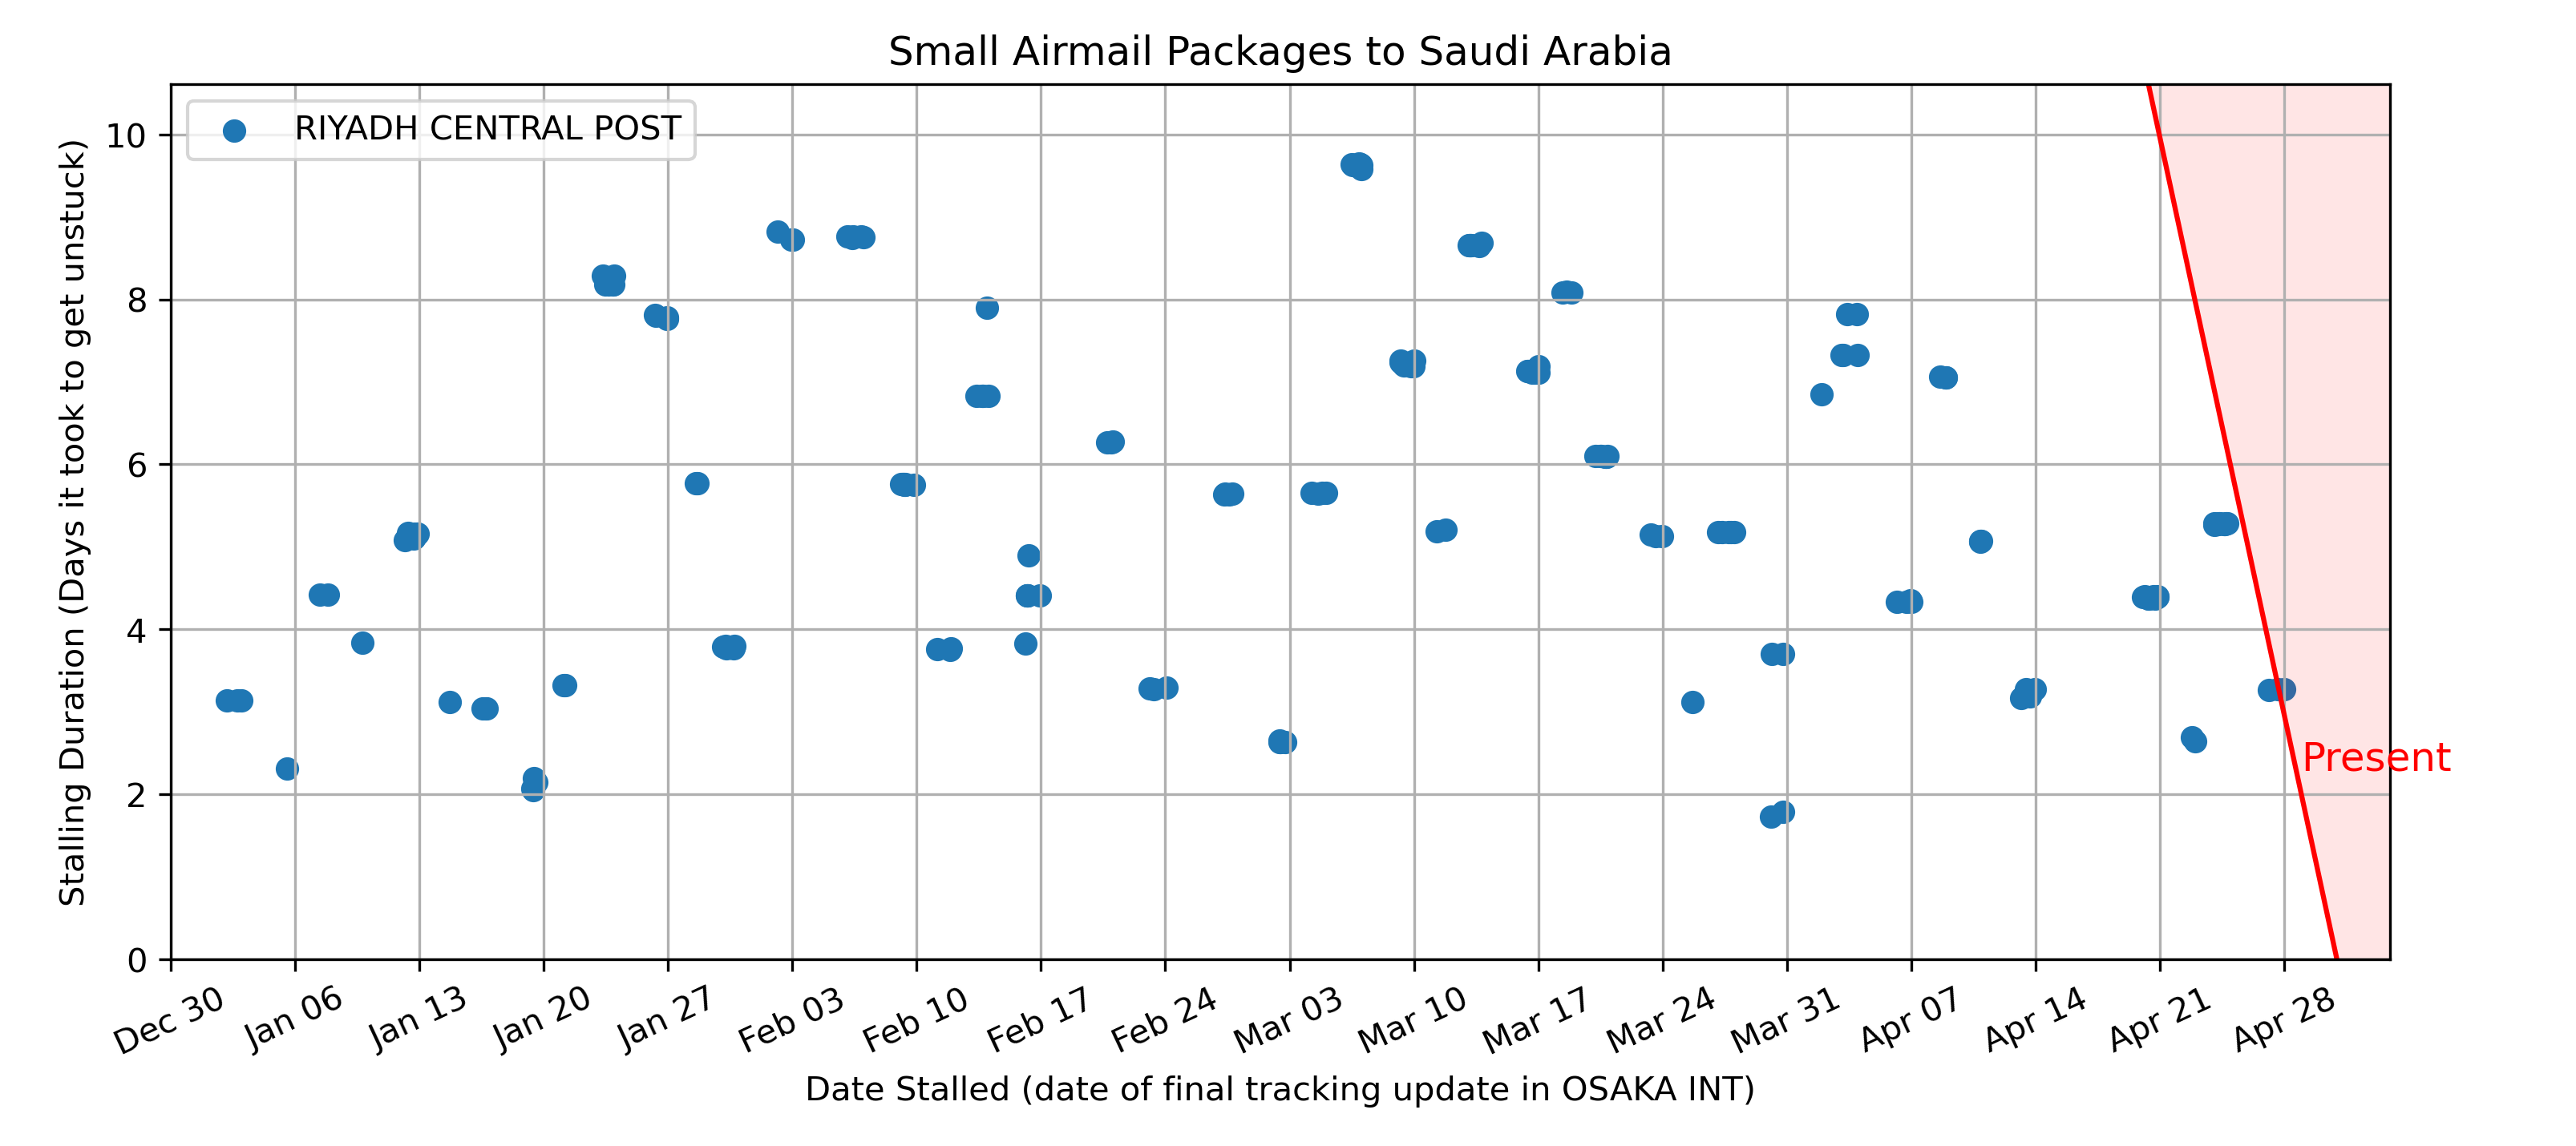 Small Airmail Packages to Saudi Arabia
RIYADH CENTRAL POST
Stalling Duration (Days it took to get unstuck)
10
8
6
4
2
0
Present
Dec 30
Jan 06
Jan 13
Jan 20
Jan 27
Feb 03
Feb 10
Feb 17
Feb 24
Mar 03
Mar 10
Mar 17
Mar 24
Mar 31
Apr 07
Apr 14
Apr 21
Apr 28
Date Stalled (date of final tracking update in OSAKA INT)